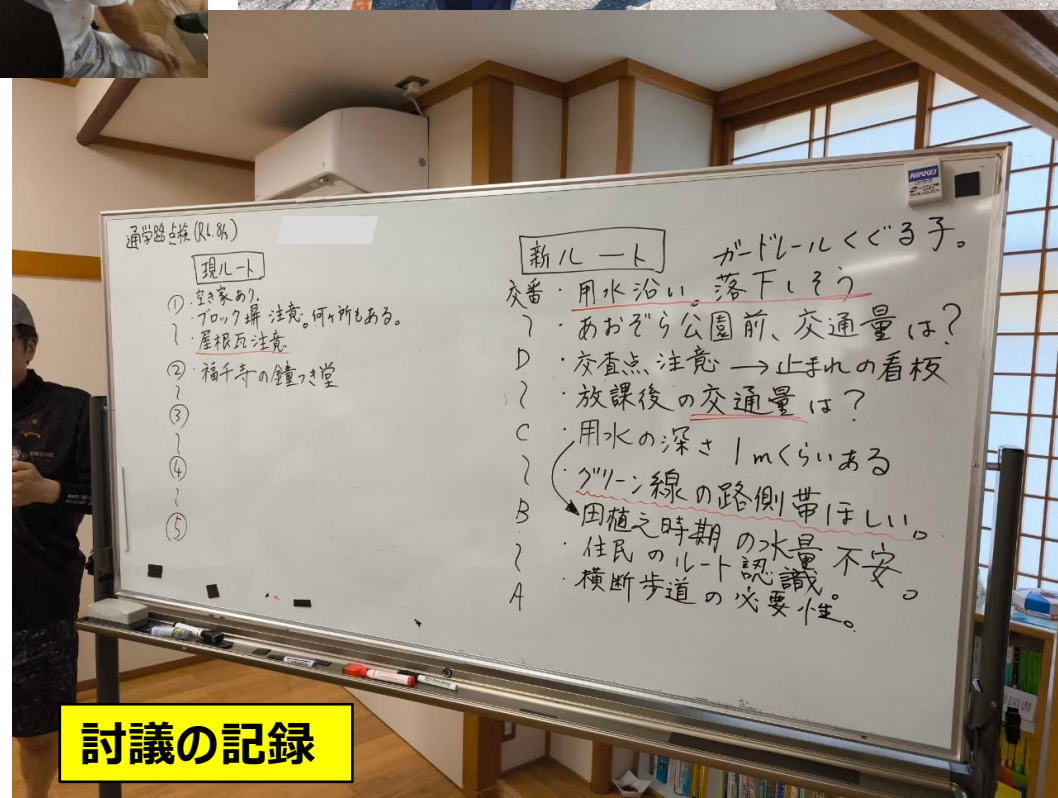 通学路点検(R6.8/5)
現ルート
① ・空き家あり。
〜 ・ブロック塀注意。何ヶ所もある。
・屋根瓦注意
② ・福千寺の鐘つき堂
〜
③
〜
④
〜
⑤
新ルート
ガードレールくぐる子。
交番 ・用水沿い。落下しそう
〜 ・あおぞら公園前、交通量は?
D ・交査点、注意→止まれの看板
〜 ・放課後の交通量は?
C ・用水の深さ1mくらいある
〜 ・グリーン線の路側帯ほしい。
B 田植え時期の水量不安。
〜 ・住民のルート認識。
A ・横断歩道の必要性。
NIKKEI
DRONE
討議の記録